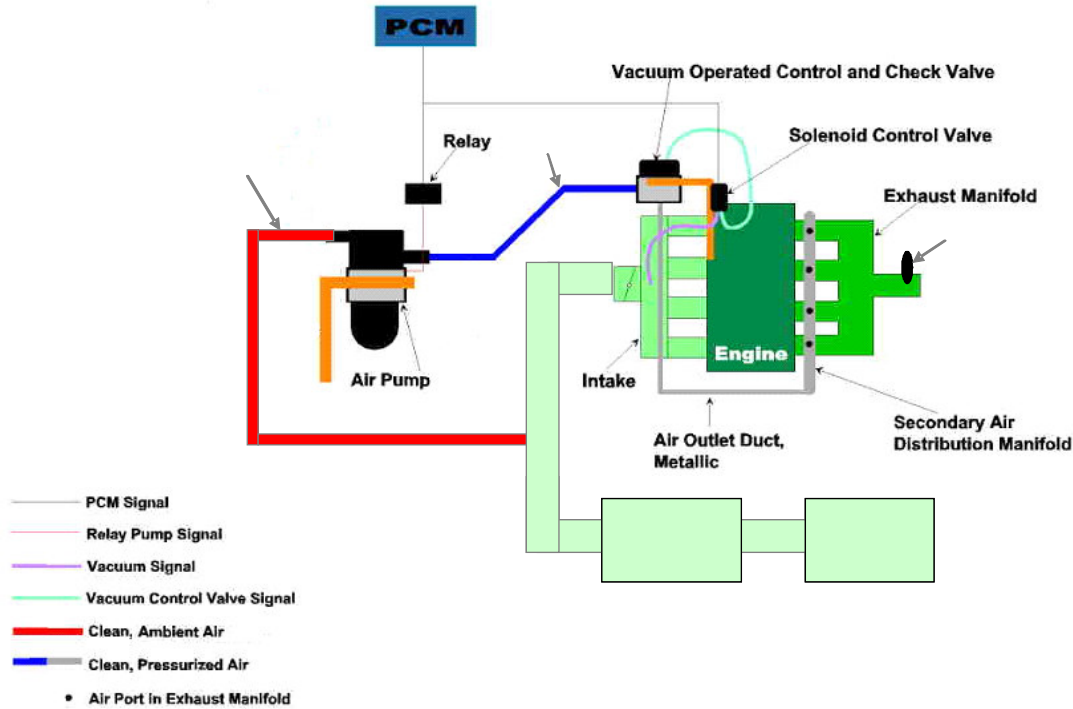 PCM
Vacuum Operated Control and Check Valve
Relay
Solenoid Control Valve
Exhaust Manifold
Engine
Air Pump
Intake
Secondary Air
Distribution Manifold
Air Outlet Duct,
Metallic
PCM Signal
Relay Pump Signal
Vacuum Signal
Vacuum Control Valve Signal
Clean, Ambient Air
Clean, Pressurized Air
Air Port in Exhaust Manifold